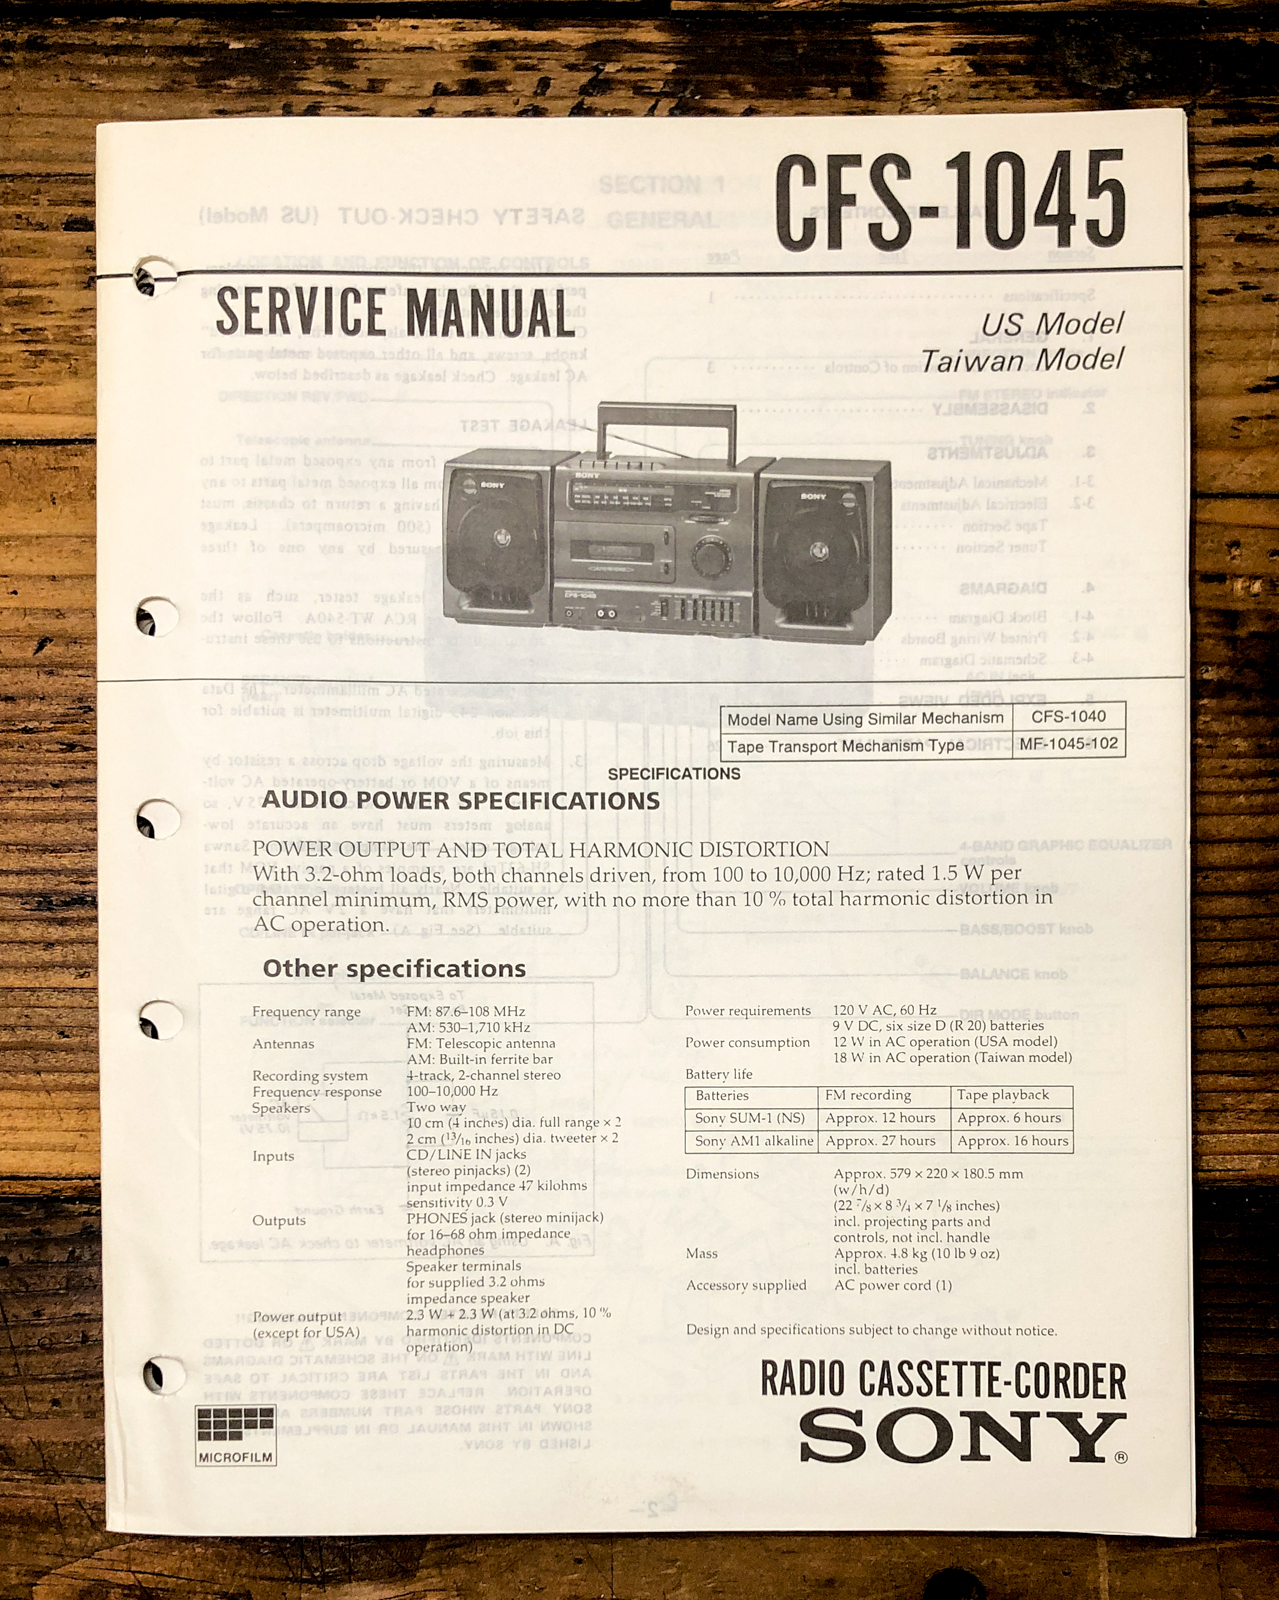 CFS-1045
SERVICE MANUAL
US Model
Taiwan Model
SONY
SONY
SONY
CFS-1045
Model Name Using Similar Mechanism CFS-1040
Tape Transport Mechanism Type MF-1045-102
SPECIFICATIONS
AUDIO POWER SPECIFICATIONS
POWER OUTPUT AND TOTAL HARMONIC DISTORTION
With 3.2-ohm loads, both channels driven, from 100 to 10,000 Hz; rated 1.5 W per
channel minimum, RMS power, with no more than 10 % total harmonic distortion in
AC operation.
Other specifications
Frequency range FM: 87.6–108 MHz
AM: 530–1,710 kHz
Antennas FM: Telescopic antenna
AM: Built-in ferrite bar
Recording system 4-track, 2-channel stereo
Frequency response 100–10,000 Hz
Speakers Two way
10 cm (4 inches) dia. full range × 2
2 cm (13/16 inches) dia. tweeter × 2
Inputs CD/LINE IN jacks
(stereo pinjacks) (2)
input impedance 47 kilohms
sensitivity 0.3 V
Outputs PHONES jack (stereo minijack)
for 16–68 ohm impedance
headphones
Speaker terminals
for supplied 3.2 ohms
impedance speaker
Power output 2.3 W + 2.3 W (at 3.2 ohms, 10 %
(except for USA) harmonic distortion in DC
operation)
Power requirements 120 V AC, 60 Hz
9 V DC, six size D (R 20) batteries
Power consumption 12 W in AC operation (USA model)
18 W in AC operation (Taiwan model)
Battery life
Batteries FM recording Tape playback
Sony SUM-1 (NS) Approx. 12 hours Approx. 6 hours
Sony AM1 alkaline Approx. 27 hours Approx. 16 hours
Dimensions Approx. 579 × 220 × 180.5 mm
(w/h/d)
(22 7/8 × 8 3/4 × 7 1/8 inches)
incl. projecting parts and
controls, not incl. handle
Mass Approx. 4.8 kg (10 lb 9 oz)
incl. batteries
Accessory supplied AC power cord (1)
Design and specifications subject to change without notice.
RADIO CASSETTE-CORDER
SONY®
MICROFILM